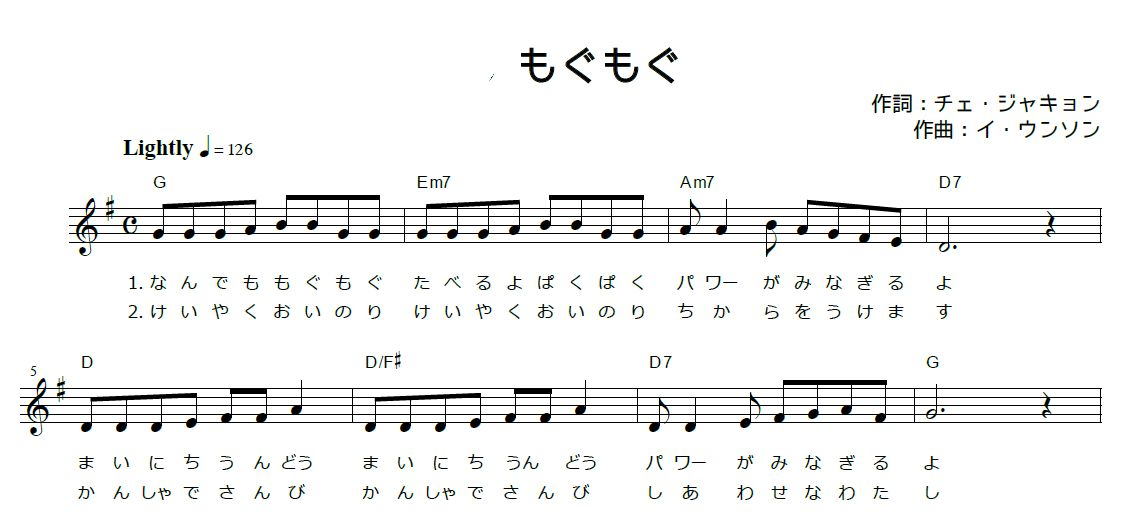 もぐもぐ
作詞：チェ・ジャキョン
作曲：イ・ウンソン
Lightly ♩= 126
G Em7 Am7 D7
1. な ん で も も ぐ も ぐ た べ る よ ぱ く ぱ く パ ワー が み な ぎ る よ
2. け い や く お い の り け い や く お い の り ち か ら を う け ま す
5 D D/F♯ D7 G
ま い に ち う ん どう ま い に ち うん どう パ ワー が み な ぎ る よ
か ん しゃ で さ ん び か ん しゃ で さ ん び し あ わ せ な わ た し